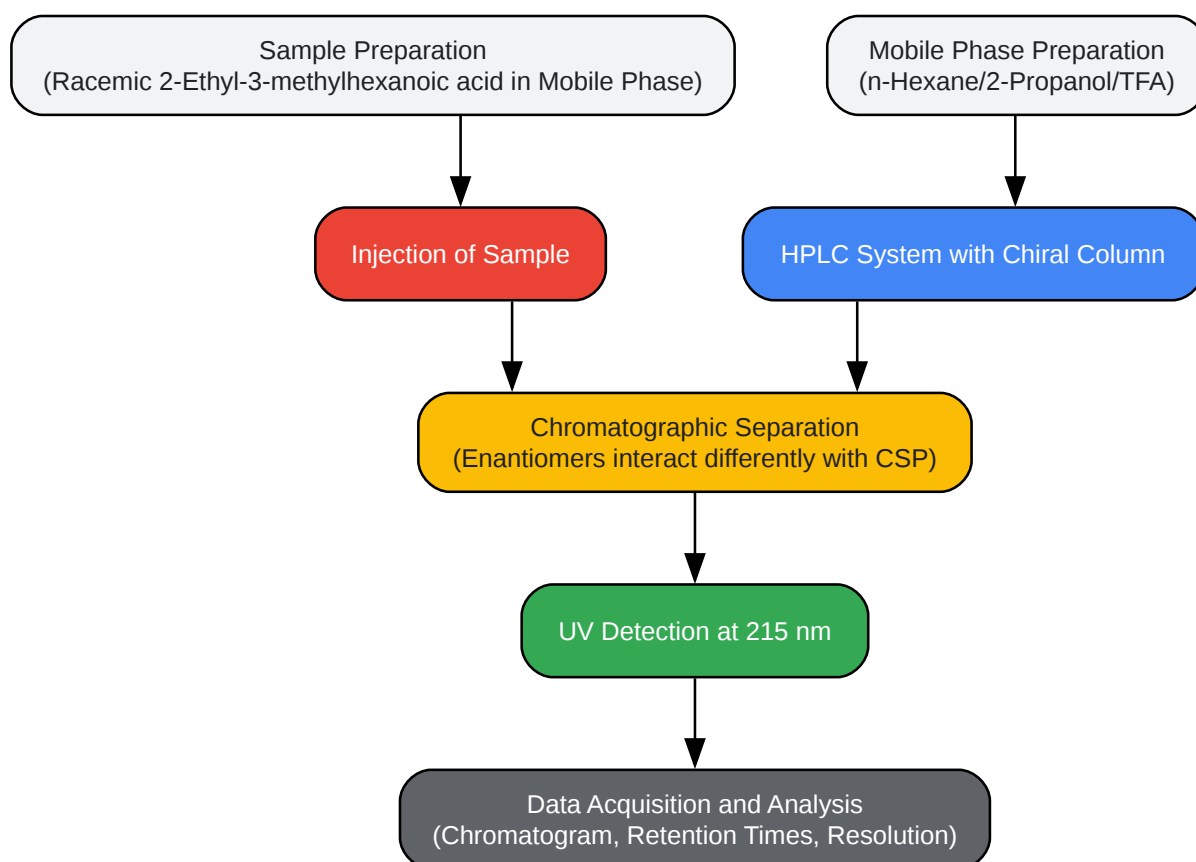 Sample Preparation
(Racemic 2-Ethyl-3-methylhexanoic acid in Mobile Phase)
Mobile Phase Preparation
(n-Hexane/2-Propanol/TFA)
Injection of Sample
HPLC System with Chiral Column
Chromatographic Separation
(Enantiomers interact differently with CSP)
UV Detection at 215 nm
Data Acquisition and Analysis
(Chromatogram, Retention Times, Resolution)